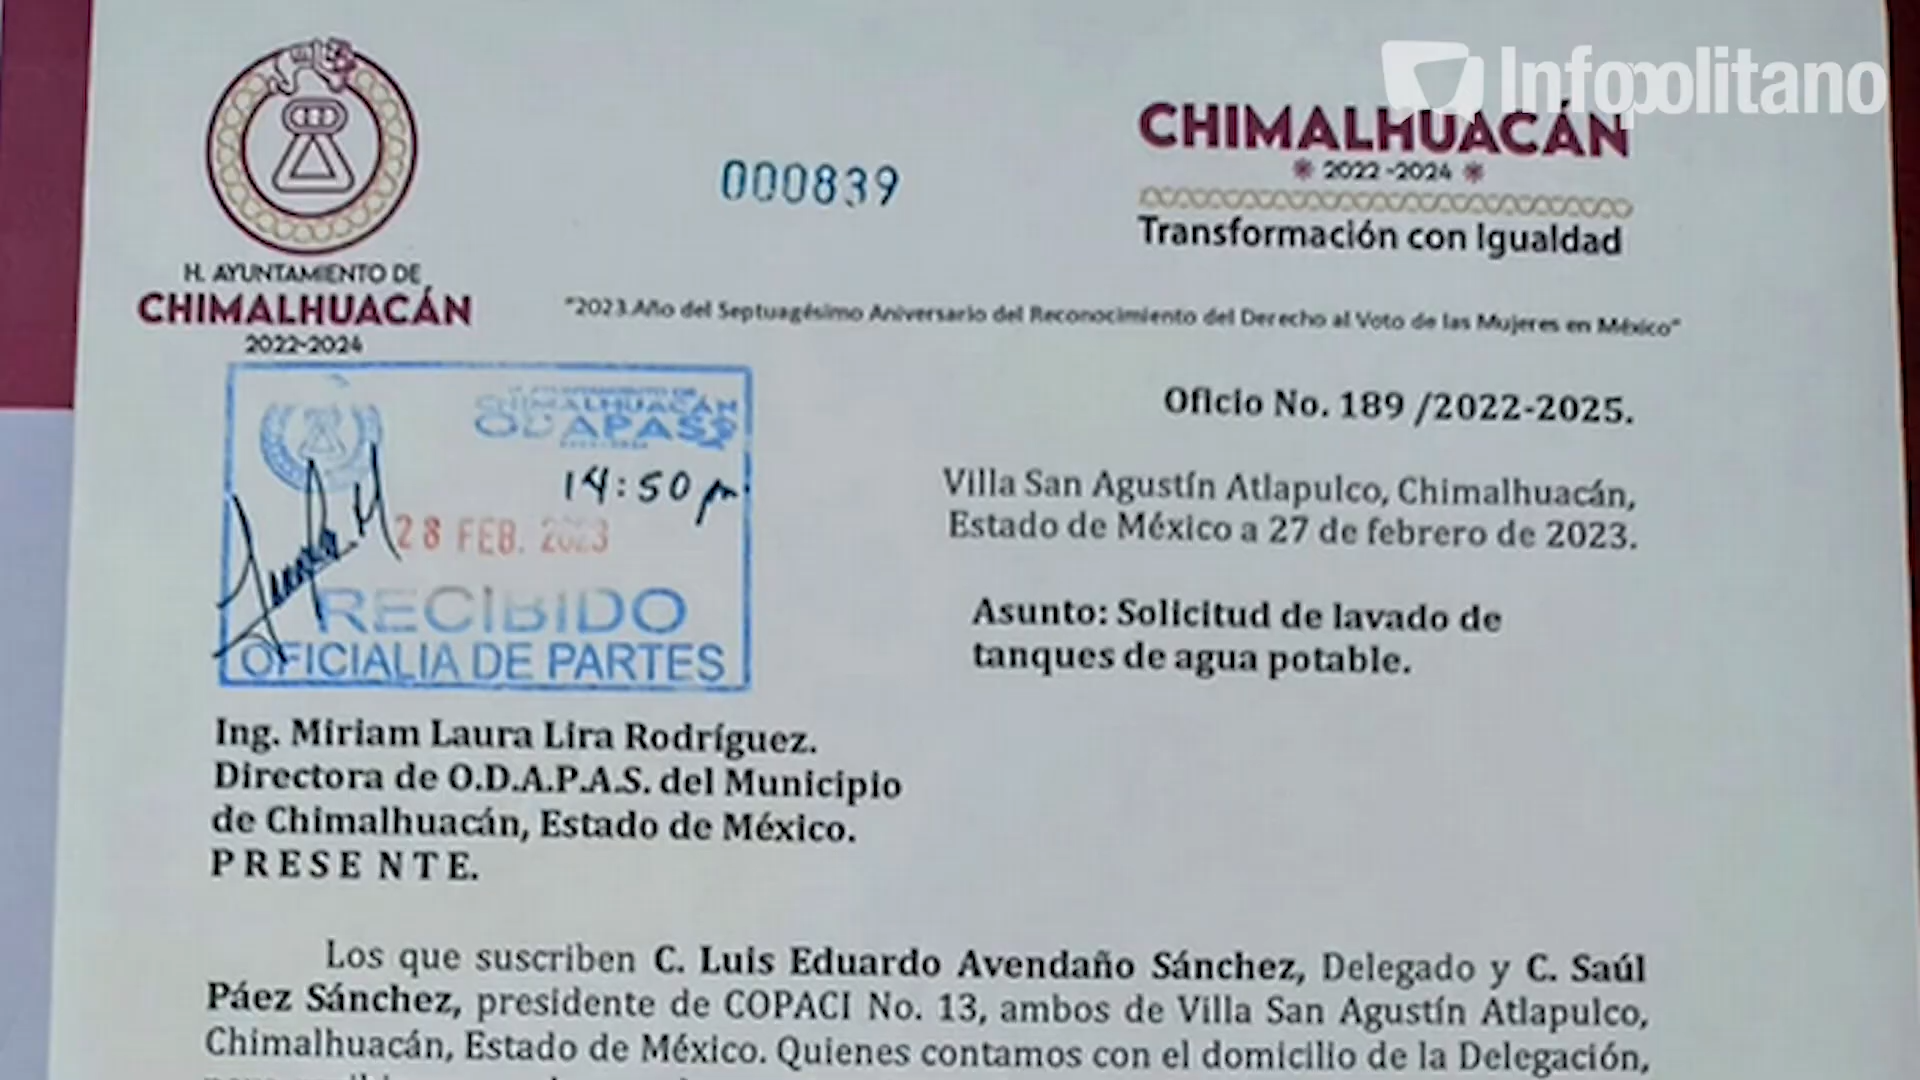 Infopolitano
CHIMALHUACÁN
2022-2024
Transformación con Igualdad
000839
H. AYUNTAMIENTO DE
CHIMALHUACÁN
2022-2024
"2023. Año del Septuagésimo Aniversario del Reconocimiento del Derecho al Voto de las Mujeres en México"
H. AYUNTAMIENTO DE
CHIMALHUACÁN
ODAPAS
14:50 pm
28 FEB. 2023
RECIBIDO
OFICIALIA DE PARTES
Oficio No. 189 /2022-2025.
Villa San Agustín Atlapulco, Chimalhuacán,
Estado de México a 27 de febrero de 2023.
Asunto: Solicitud de lavado de
tanques de agua potable.
Ing. Miriam Laura Lira Rodríguez.
Directora de O.D.A.P.A.S. del Municipio
de Chimalhuacán, Estado de México.
P R E S E N T E.
Los que suscriben C. Luis Eduardo Avendaño Sánchez, Delegado y C. Saúl
Páez Sánchez, presidente de COPACI No. 13, ambos de Villa San Agustín Atlapulco,
Chimalhuacán, Estado de México. Quienes contamos con el domicilio de la Delegación,